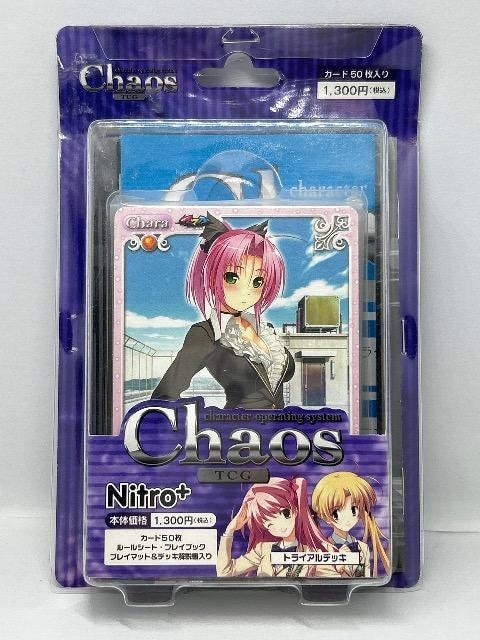 Chaos
TCG
カード50枚入り
1,300円(税込)
character
Chara
character operating system
Chaos
TCG
Nitro+
本体価格 1,300円(税込)
カード50枚
ルールシート・プレイブック
プレイマット&デッキ解説書入り
トライアルデッキ